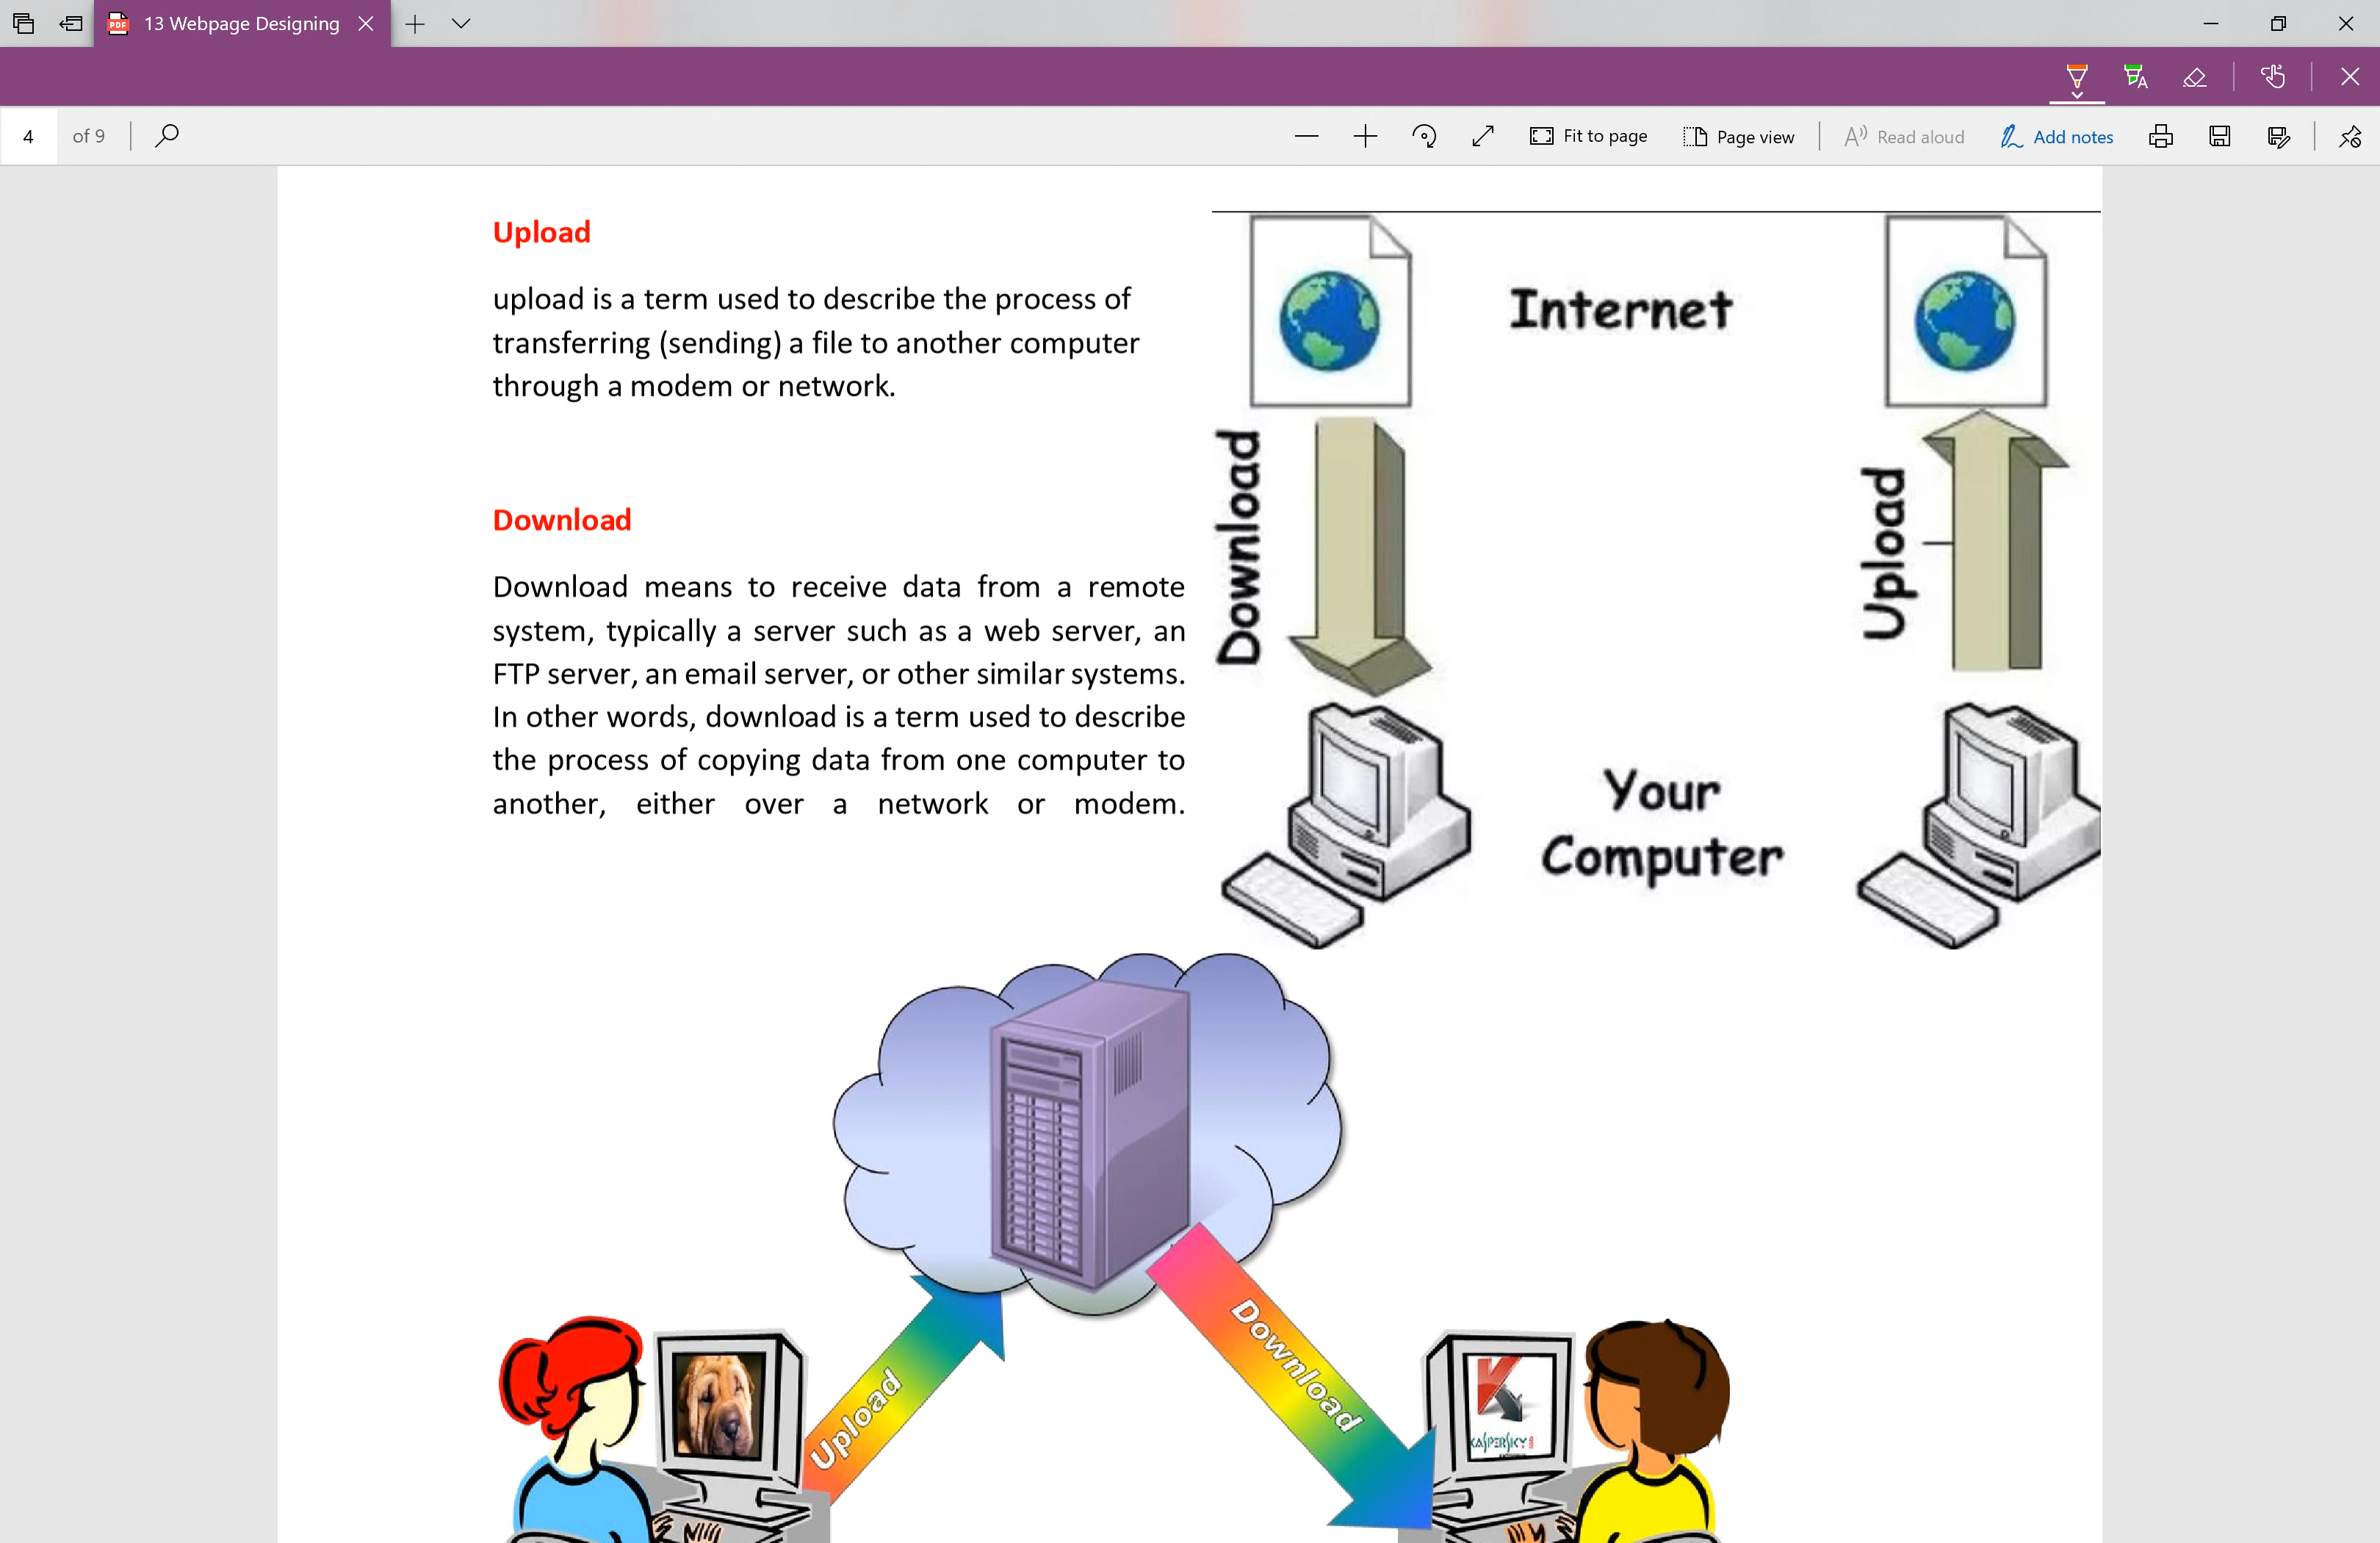 13 Webpage Designing
4 of 9
Fit to page
Page view
Read aloud
Add notes
Upload
upload is a term used to describe the process of
transferring (sending) a file to another computer
through a modem or network.
Download
Download means to receive data from a remote
system, typically a server such as a web server, an
FTP server, an email server, or other similar systems.
In other words, download is a term used to describe
the process of copying data from one computer to
another, either over a network or modem.
Internet
Download
Upload
Your
Computer
Upload
Download
KASPERSKY